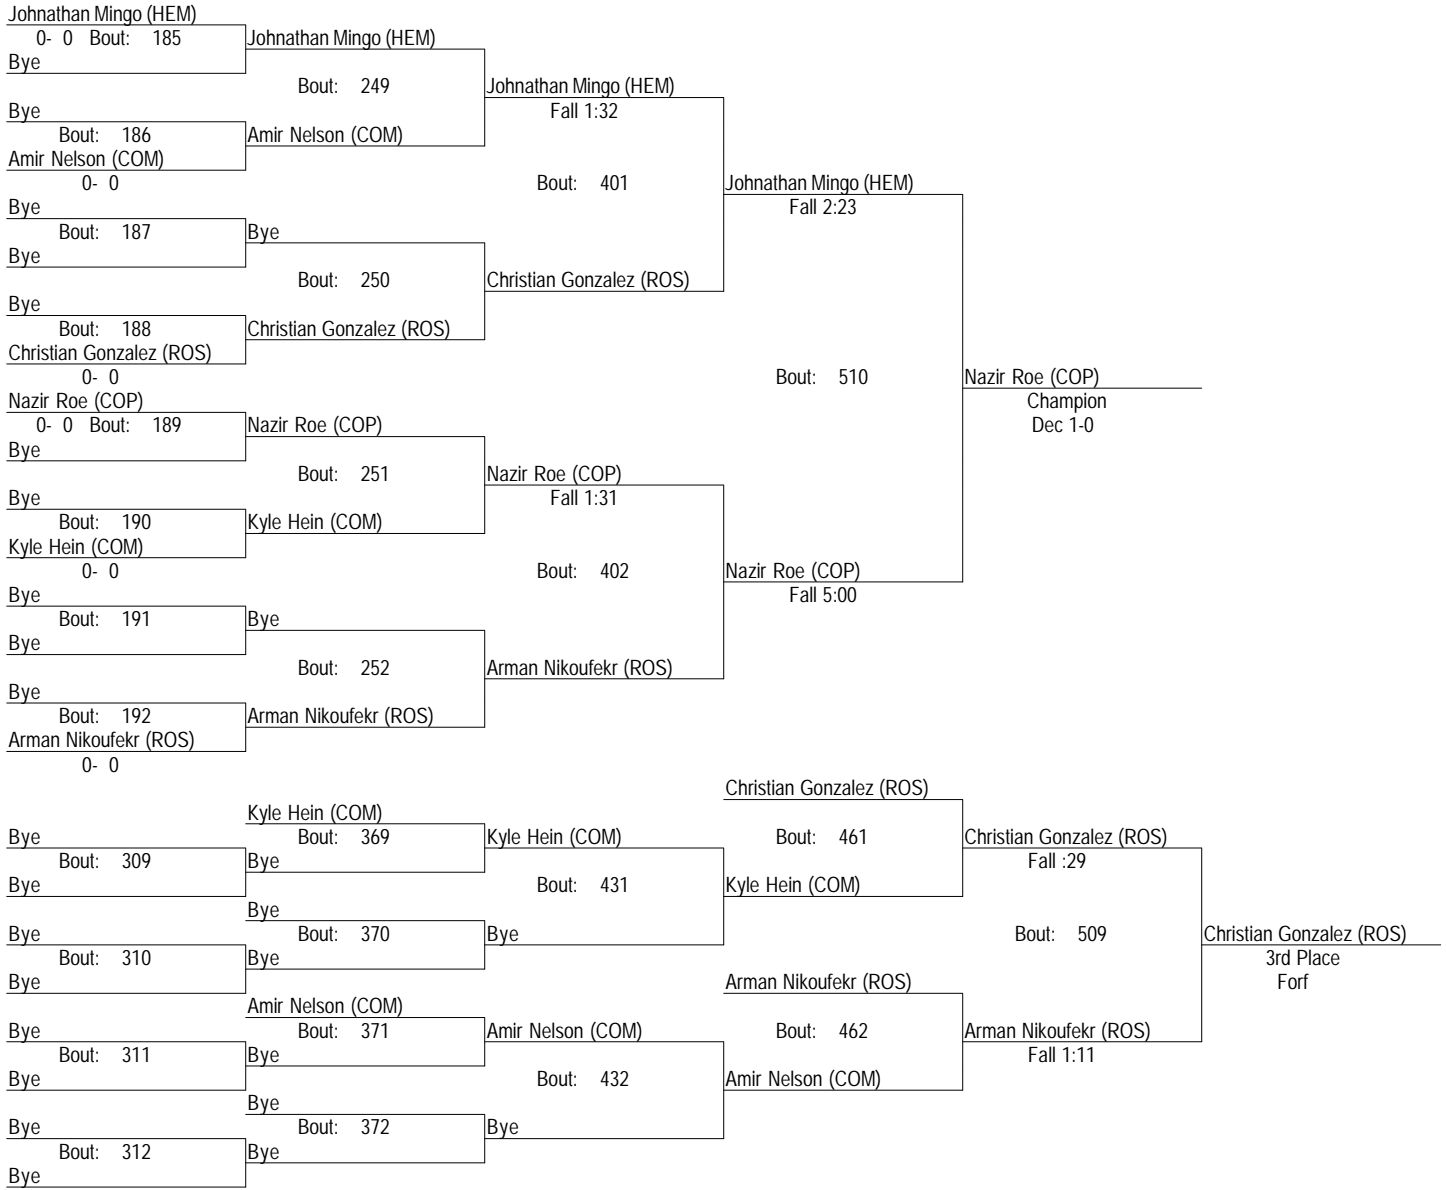 Johnathan Mingo (HEM)
0- 0 Bout: 185 Johnathan Mingo (HEM)
Bye
Bout: 249 Johnathan Mingo (HEM)
Bye Fall 1:32
Bout: 186 Amir Nelson (COM)
Amir Nelson (COM)
0- 0 Bout: 401 Johnathan Mingo (HEM)
Bye Fall 2:23
Bout: 187 Bye
Bye
Bout: 250 Christian Gonzalez (ROS)
Bye
Bout: 188 Christian Gonzalez (ROS)
Christian Gonzalez (ROS)
0- 0 Bout: 510 Nazir Roe (COP)
Nazir Roe (COP) Champion
0- 0 Bout: 189 Nazir Roe (COP) Dec 1-0
Bye
Bout: 251 Nazir Roe (COP)
Bye Fall 1:31
Bout: 190 Kyle Hein (COM)
Kyle Hein (COM)
0- 0 Bout: 402 Nazir Roe (COP)
Bye Fall 5:00
Bout: 191 Bye
Bye
Bout: 252 Arman Nikoufekr (ROS)
Bye
Bout: 192 Arman Nikoufekr (ROS)
Arman Nikoufekr (ROS)
0- 0
Christian Gonzalez (ROS)
Kyle Hein (COM)
Bye Bout: 369 Kyle Hein (COM) Bout: 461 Christian Gonzalez (ROS)
Bout: 309 Bye Fall :29
Bye Bout: 431 Kyle Hein (COM)
Bye
Bye Bout: 370 Bye Bout: 509 Christian Gonzalez (ROS)
Bout: 310 Bye 3rd Place
Bye Arman Nikoufekr (ROS) Forf
Amir Nelson (COM)
Bye Bout: 371 Amir Nelson (COM) Bout: 462 Arman Nikoufekr (ROS)
Bout: 311 Bye Fall 1:11
Bye Bout: 432 Amir Nelson (COM)
Bye
Bye Bout: 372 Bye
Bout: 312 Bye
Bye